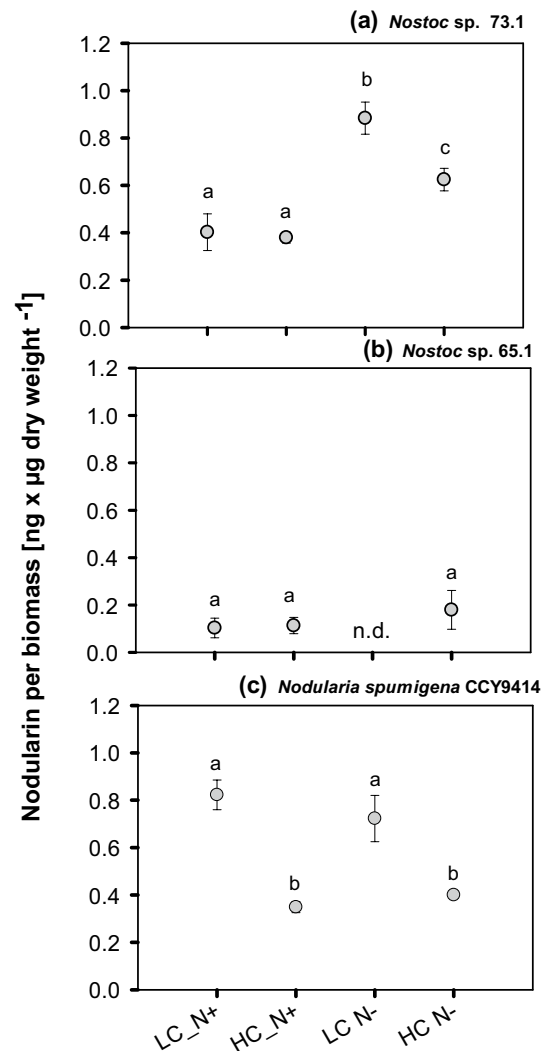 (a) Nostoc sp. 73.1
1.2
1.0
0.8
0.6
0.4
0.2
0.0
a
a
b
c
(b) Nostoc sp. 65.1
1.2
1.0
0.8
0.6
0.4
0.2
0.0
a
a
n.d.
a
(c) Nodularia spumigena CCY9414
1.2
1.0
0.8
0.6
0.4
0.2
0.0
a
b
a
b
LC_N+
HC_N+
LC N-
HC N-
Nodularin per biomass [ng x µg dry weight -1]